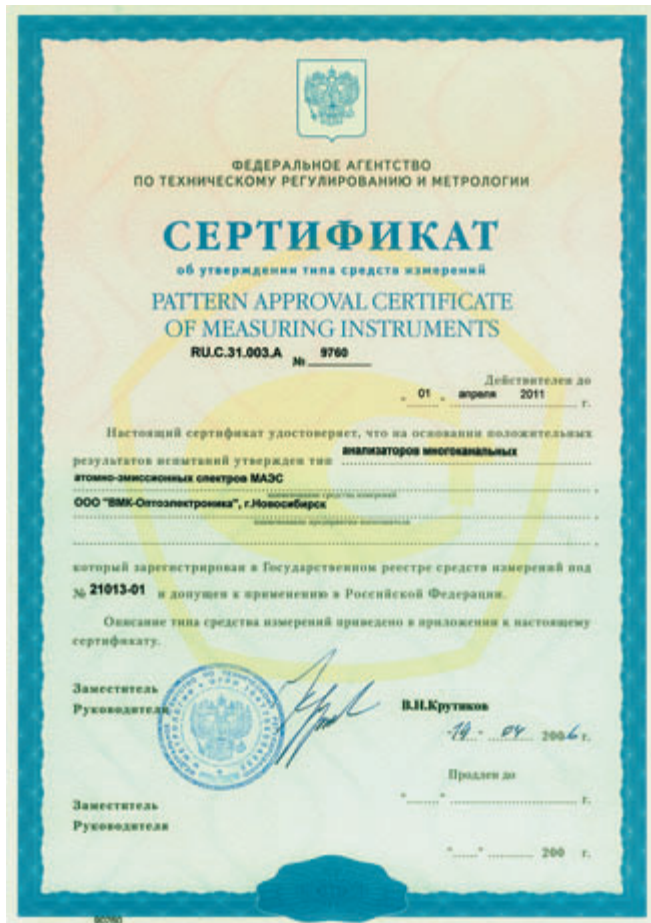 ФЕДЕРАЛЬНОЕ АГЕНТСТВО
ПО ТЕХНИЧЕСКОМУ РЕГУЛИРОВАНИЮ И МЕТРОЛОГИИ
СЕРТИФИКАТ
об утверждении типа средств измерений
PATTERN APPROVAL CERTIFICATE
OF MEASURING INSTRUMENTS
RU.C.31.003.A № 9760
Действителен до
" 01 " апреля 2011 г.
Настоящий сертификат удостоверяет, что на основании положительных
результатов испытаний утвержден тип анализаторов многоканальных
атомно-эмиссионных спектров МАЭС
наименование средства измерений
ООО "ВМК-Оптоэлектроника", г.Новосибирск
наименование предприятия-изготовителя
который зарегистрирован в Государственном реестре средств измерений под
№ 21013-01 и допущен к применению в Российской Федерации.
Описание типа средства измерений приведено в приложении к настоящему
сертификату.
Заместитель
Руководителя
В.Н.Крутиков
04 2006 г.
Продлен до
" " г.
Заместитель
Руководителя
" " 200 г.